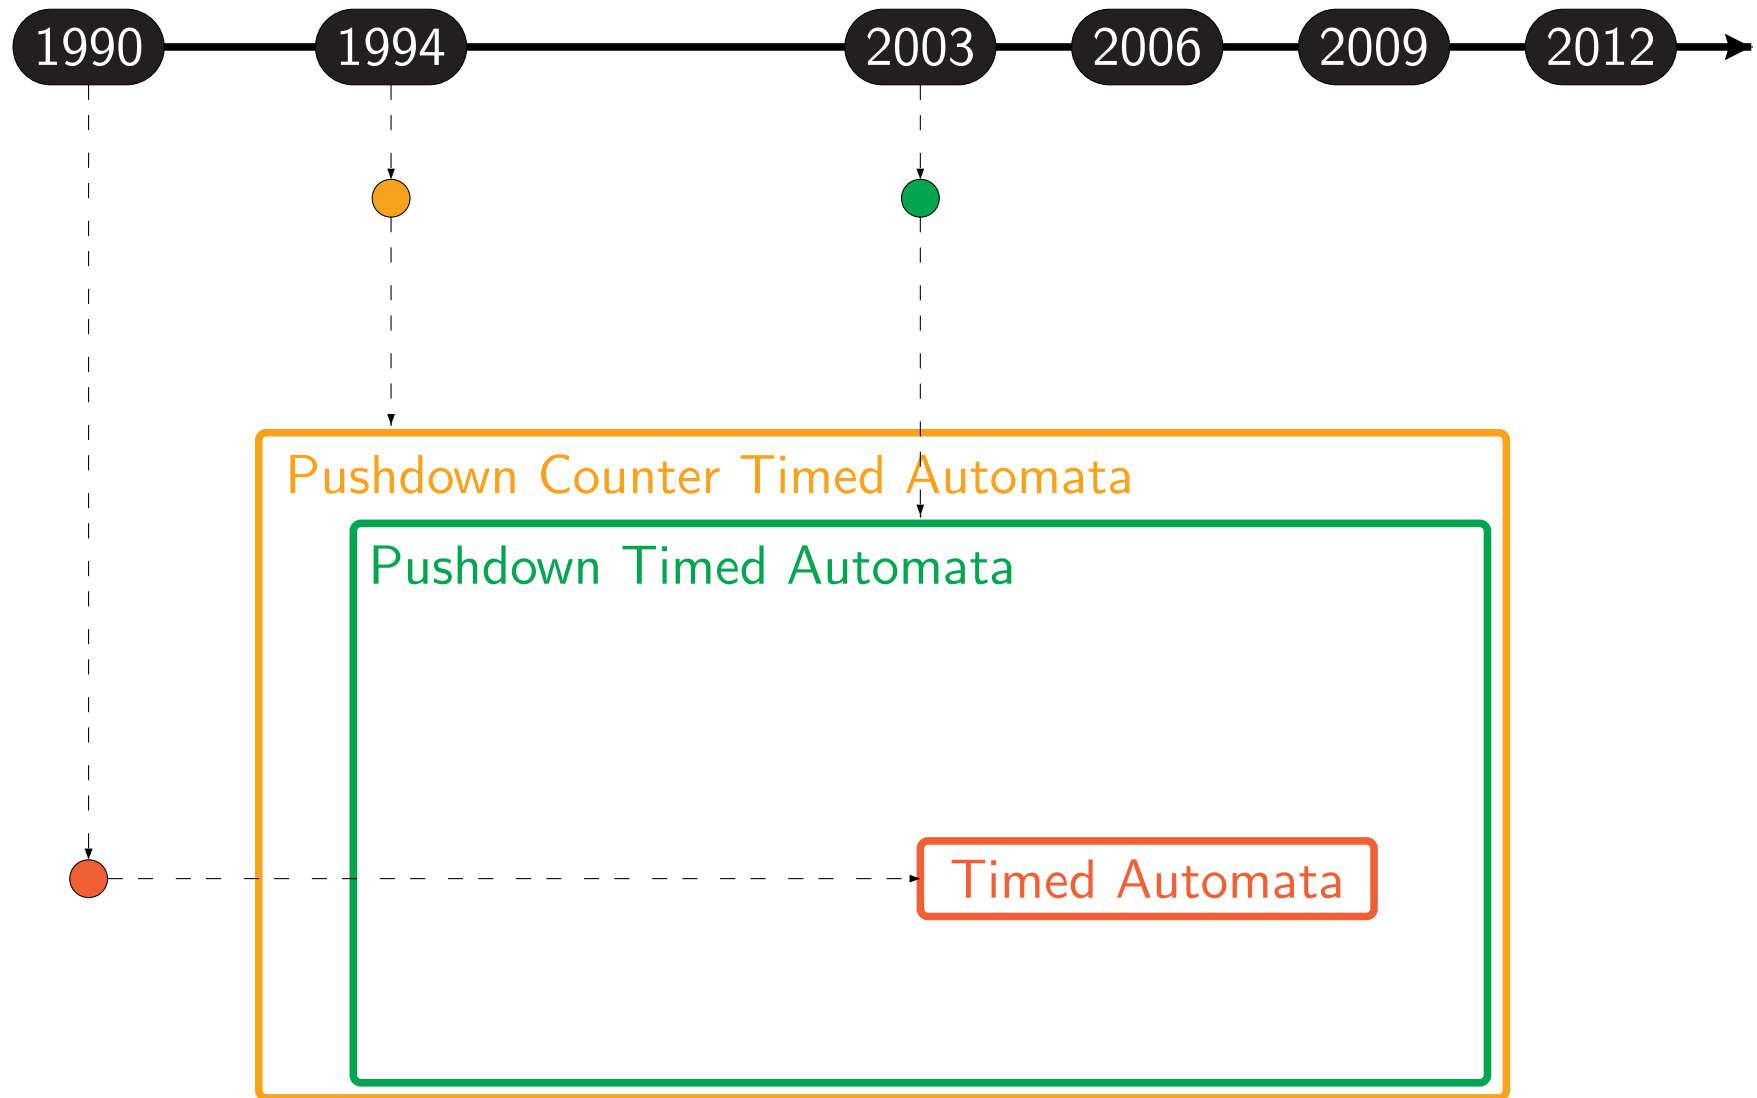 1990 1994 2003 2006 2009 2012
Pushdown Counter Timed Automata
Pushdown Timed Automata
Timed Automata